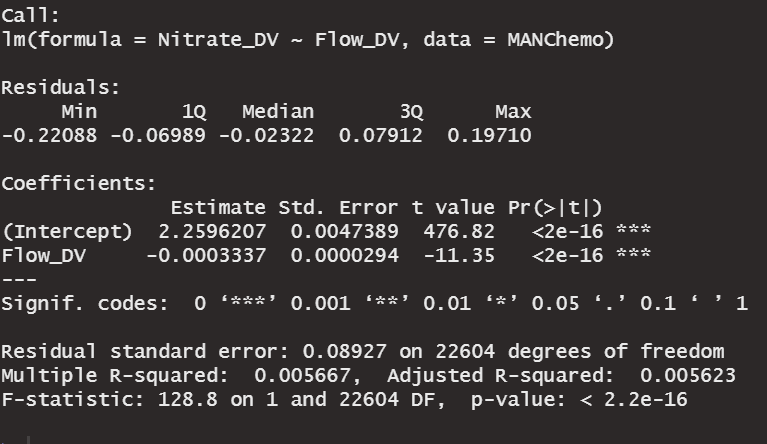 Call:
lm(formula = Nitrate_DV ~ Flow_DV, data = MANChemo)
Residuals:
     Min       1Q   Median       3Q      Max
-0.22088 -0.06989 -0.02322  0.07912  0.19710
Coefficients:
              Estimate Std. Error t value Pr(>|t|)
(Intercept)  2.2596207  0.0047389  476.82   <2e-16 ***
Flow_DV     -0.0003337  0.0000294  -11.35   <2e-16 ***
---
Signif. codes:  0 ‘***’ 0.001 ‘**’ 0.01 ‘*’ 0.05 ‘.’ 0.1 ‘ ’ 1
Residual standard error: 0.08927 on 22604 degrees of freedom
Multiple R-squared:  0.005667,  Adjusted R-squared:  0.005623
F-statistic: 128.8 on 1 and 22604 DF,  p-value: < 2.2e-16